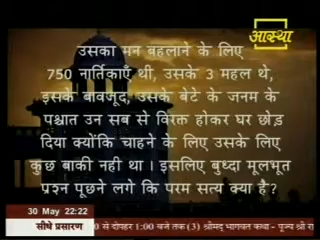 आस्था
उसका मन बहलाने के लिए
750 नार्तिकाएँ थी, उसके 3 महल थे,
इसके बावजूद, उसके बेटे के जनम के
पश्चात उन सब से विरक्त होकर घर छोड़
दिया क्योंकि चाहने के लिए उसके लिए
कुछ बाकी नही था । इसलिए बुध्दा मूलभूत
प्रश्न पूछने लगे कि परम सत्य क्या है?
30 May 22:22
सीधे प्रसारण
0 से दोपहर 1:00 बजे तक (3) श्रीमद् भागवत कथा - पूज्य श्री रा